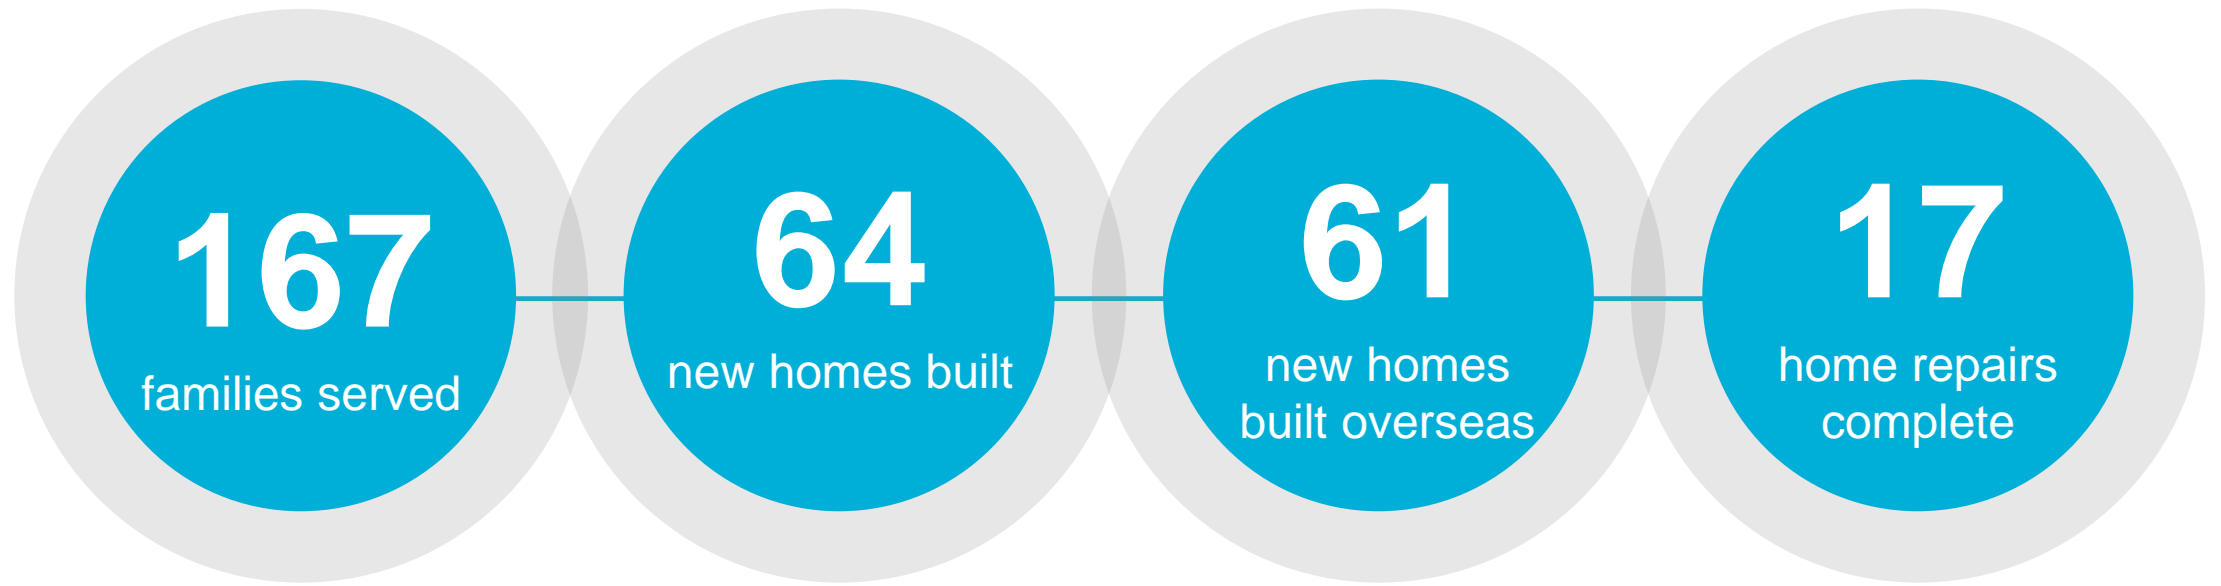 167
families served
64
new homes built
61
new homes
built overseas
17
home repairs
complete